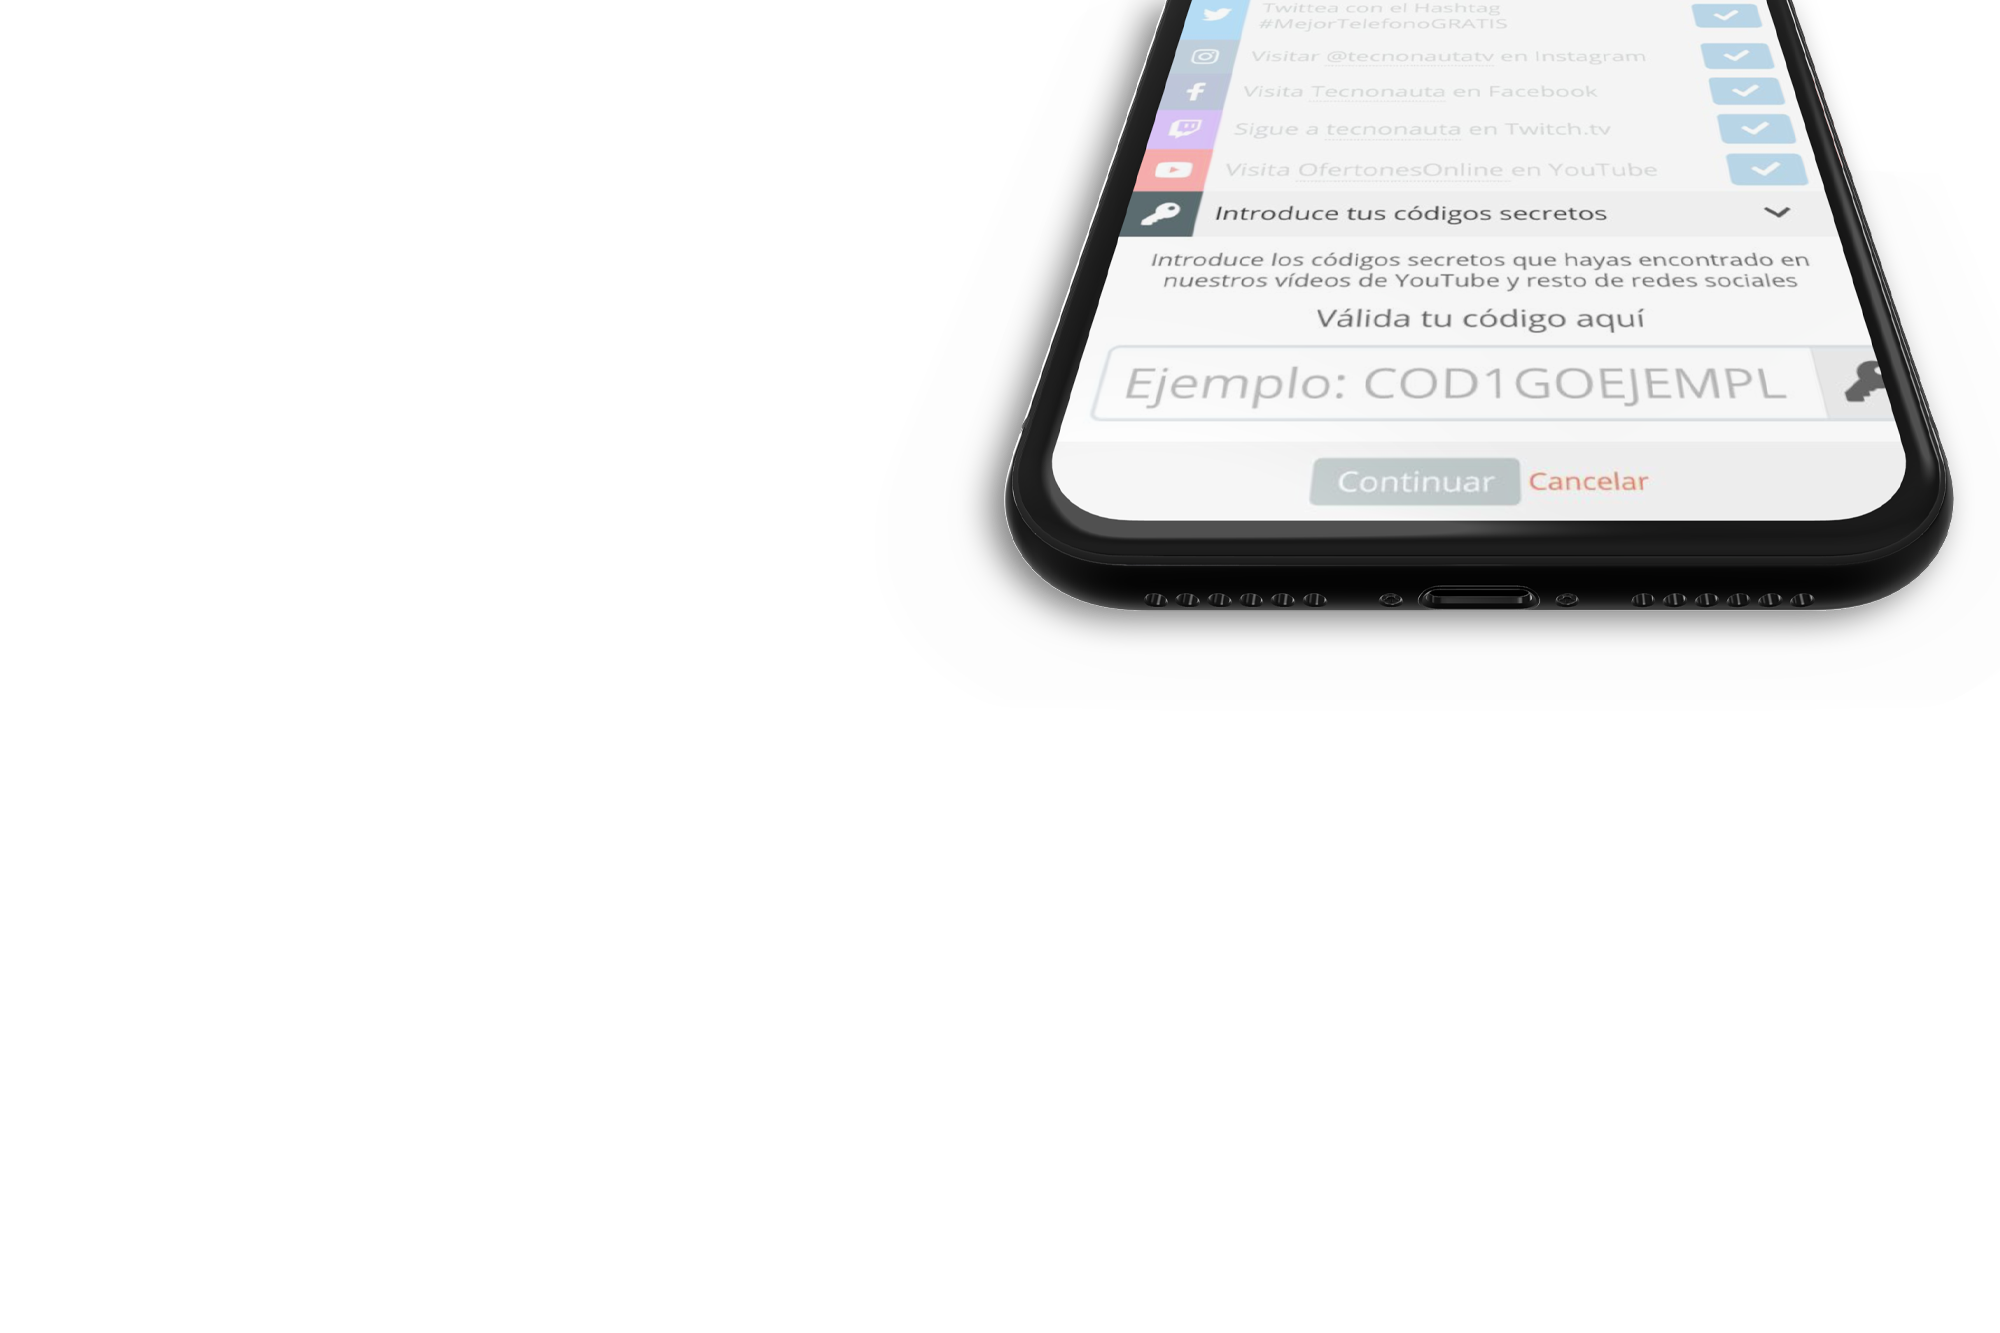 Twittea con el Hashtag
#MejorTelefonoGRATIS
Visitar @tecnonautatv en Instagram
Visita Tecnonauta en Facebook
Sigue a tecnonauta en Twitch.tv
Visita OfertonesOnline en YouTube
Introduce tus códigos secretos
Introduce los códigos secretos que hayas encontrado en
nuestros vídeos de YouTube y resto de redes sociales
Válida tu código aquí
Ejemplo: COD1GOEJEMPL
Continuar Cancelar